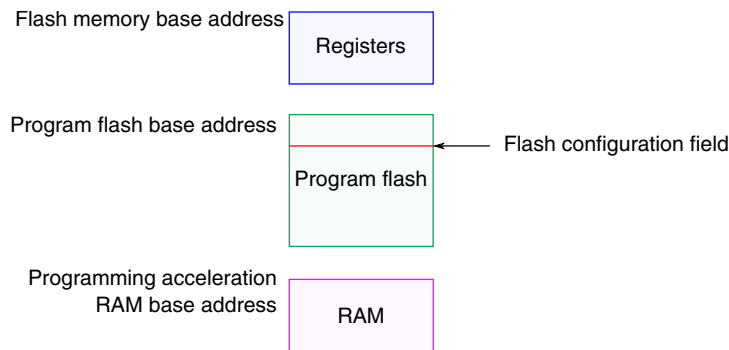 Flash memory base address
Registers
Program flash base address
Flash configuration field
Program flash
Programming acceleration
RAM base address
RAM